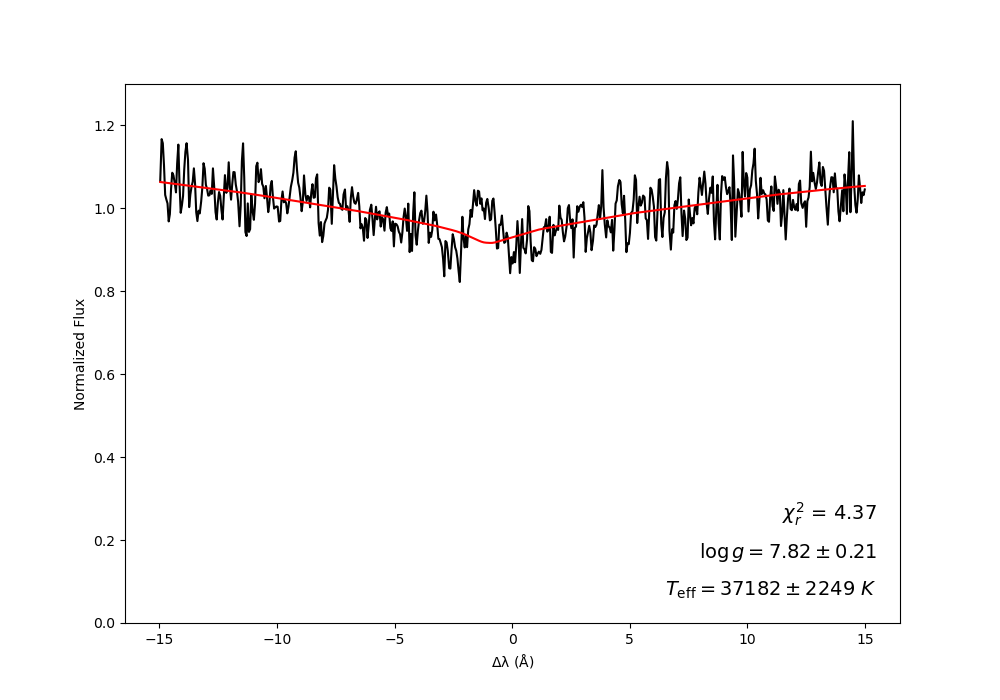 1.2
1.0
0.8
0.6
0.4
0.2
0.0
Normalized Flux
χ²ᵣ = 4.37
log g = 7.82 ± 0.21
T_eff = 37182 ± 2249 K
−15 −10 −5 0 5 10 15
Δλ (Å)